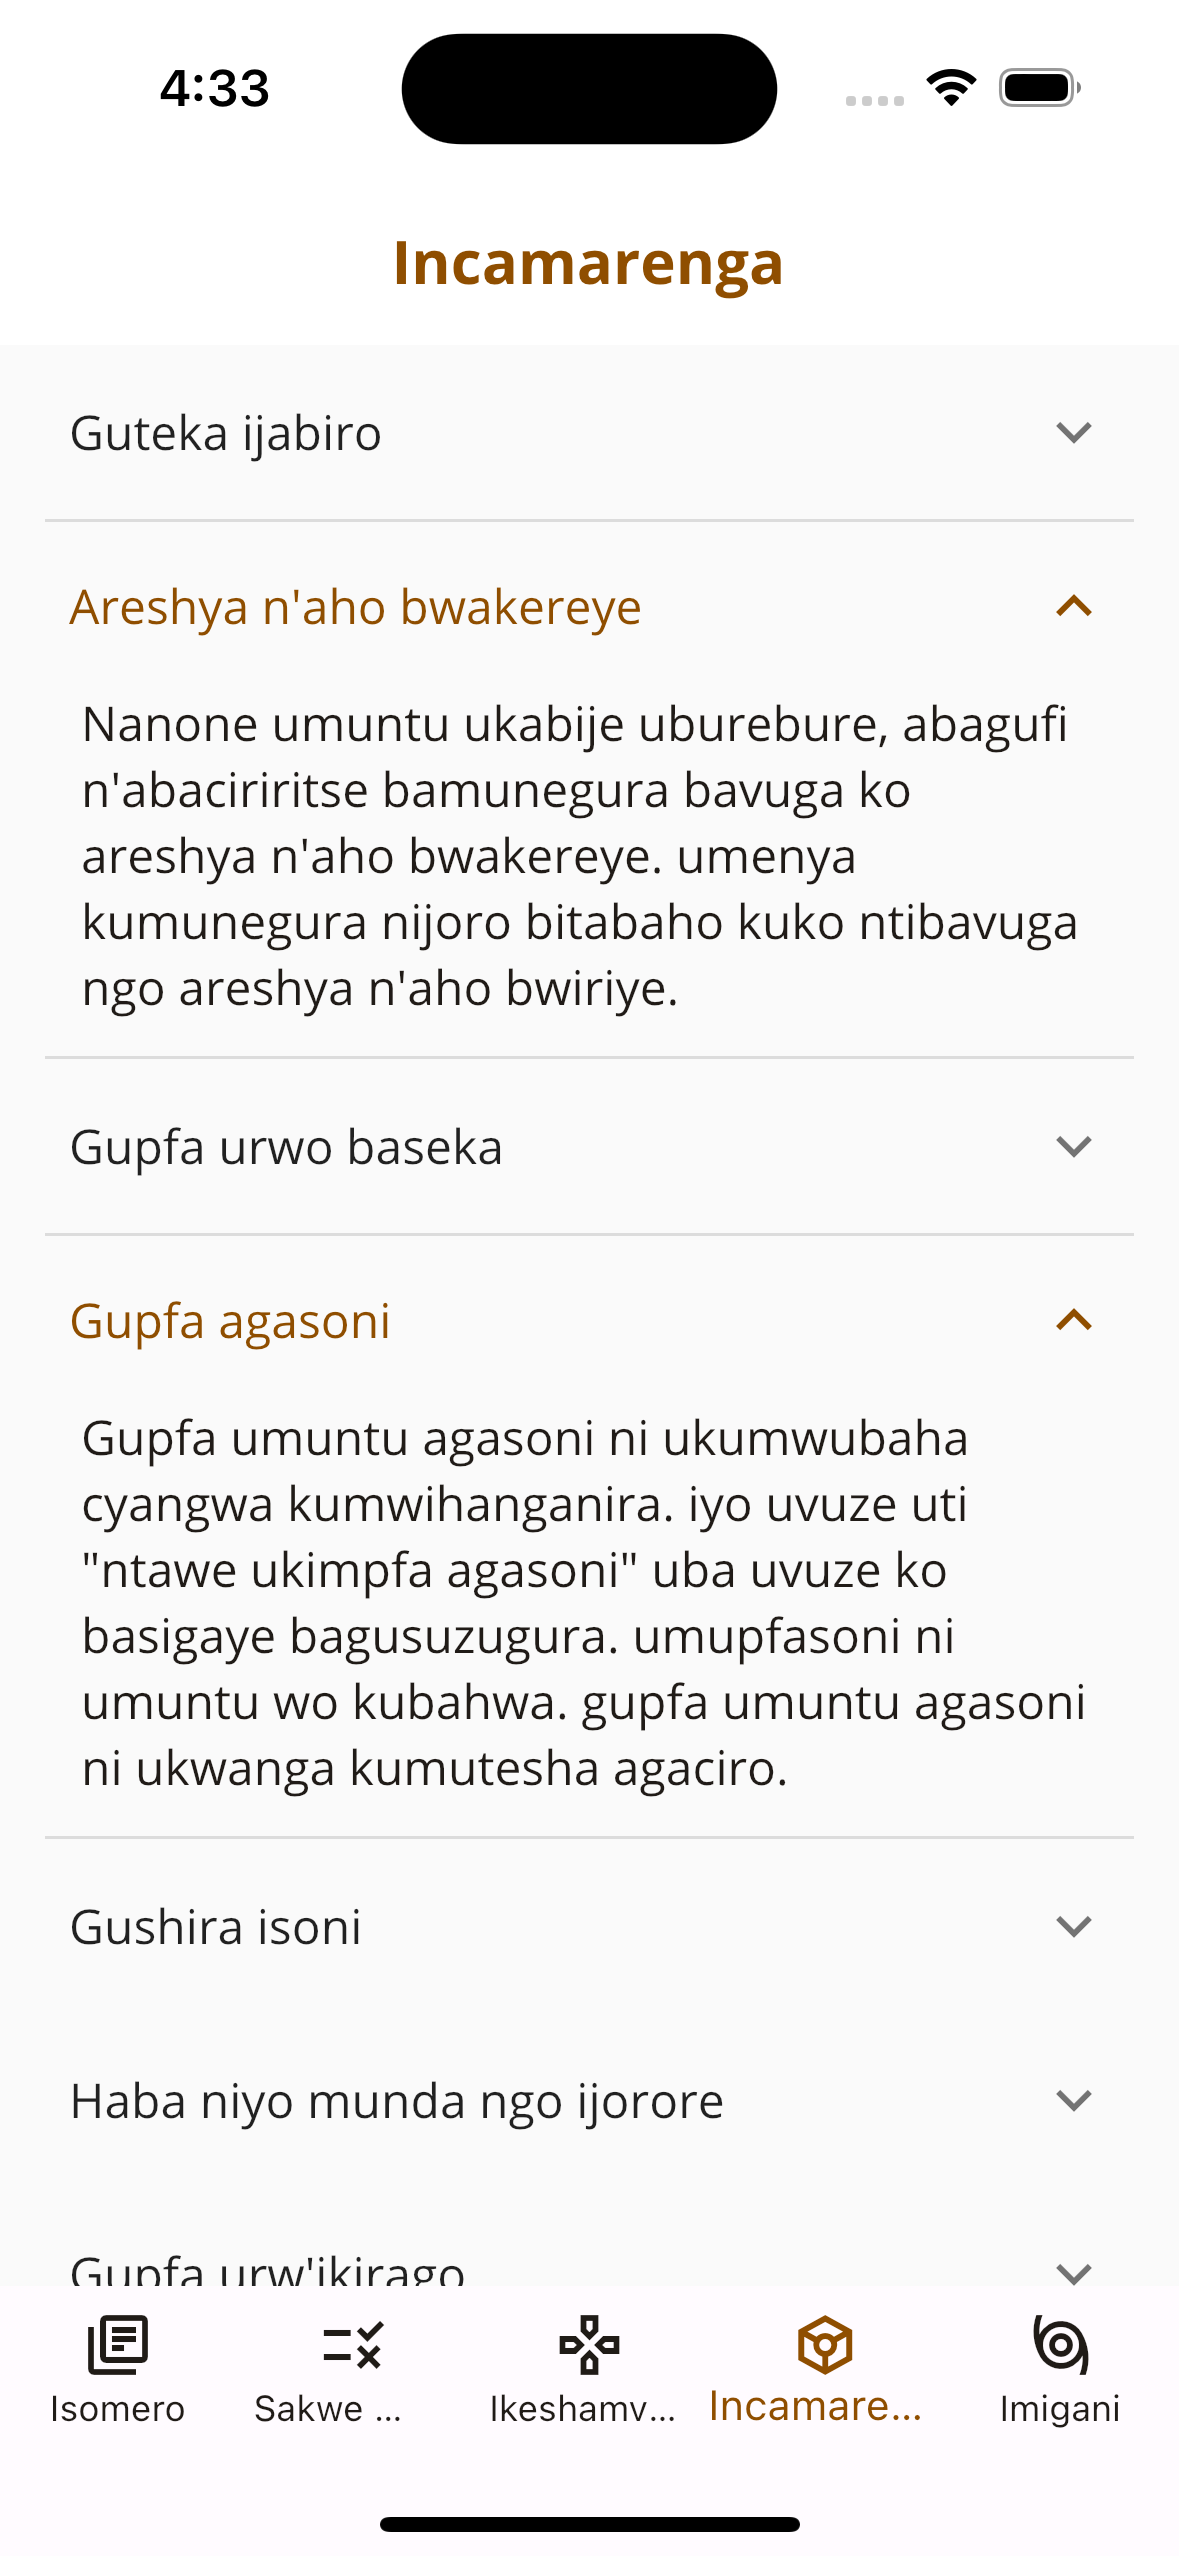 4:33
Incamarenga
Guteka ijabiro
Areshya n'aho bwakereye
Nanone umuntu ukabije uburebure, abagufi
n'abaciriritse bamunegura bavuga ko
areshya n'aho bwakereye. umenya
kumunegura nijoro bitabaho kuko ntibavuga
ngo areshya n'aho bwiriye.
Gupfa urwo baseka
Gupfa agasoni
Gupfa umuntu agasoni ni ukumwubaha
cyangwa kumwihanganira. iyo uvuze uti
"ntawe ukimpfa agasoni" uba uvuze ko
basigaye bagusuzugura. umupfasoni ni
umuntu wo kubahwa. gupfa umuntu agasoni
ni ukwanga kumutesha agaciro.
Gushira isoni
Haba niyo munda ngo ijorore
Gupfa urw'ikirago
Isomero
Sakwe ...
Ikeshamv...
Incamare...
Imigani